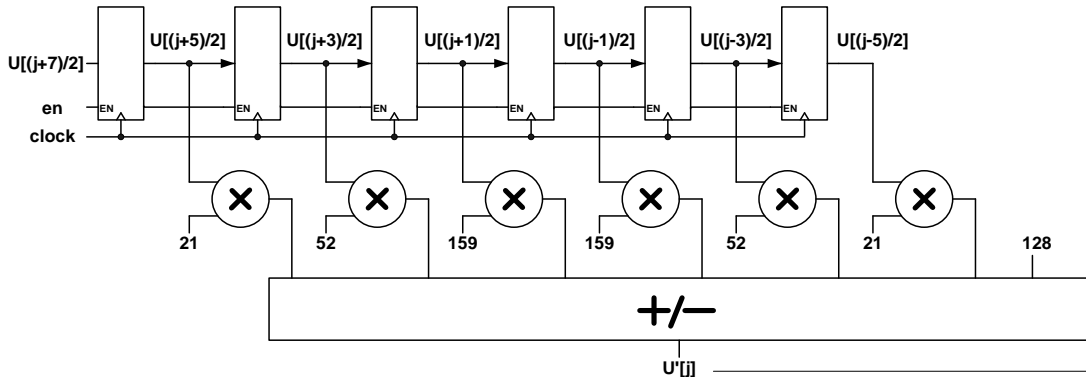 U[(j+5)/2] U[(j+3)/2] U[(j+1)/2] U[(j-1)/2] U[(j-3)/2] U[(j-5)/2]
U[(j+7)/2]
en EN EN EN EN EN EN
clock
21 52 159 159 52 21 128
+/−
U'[j]